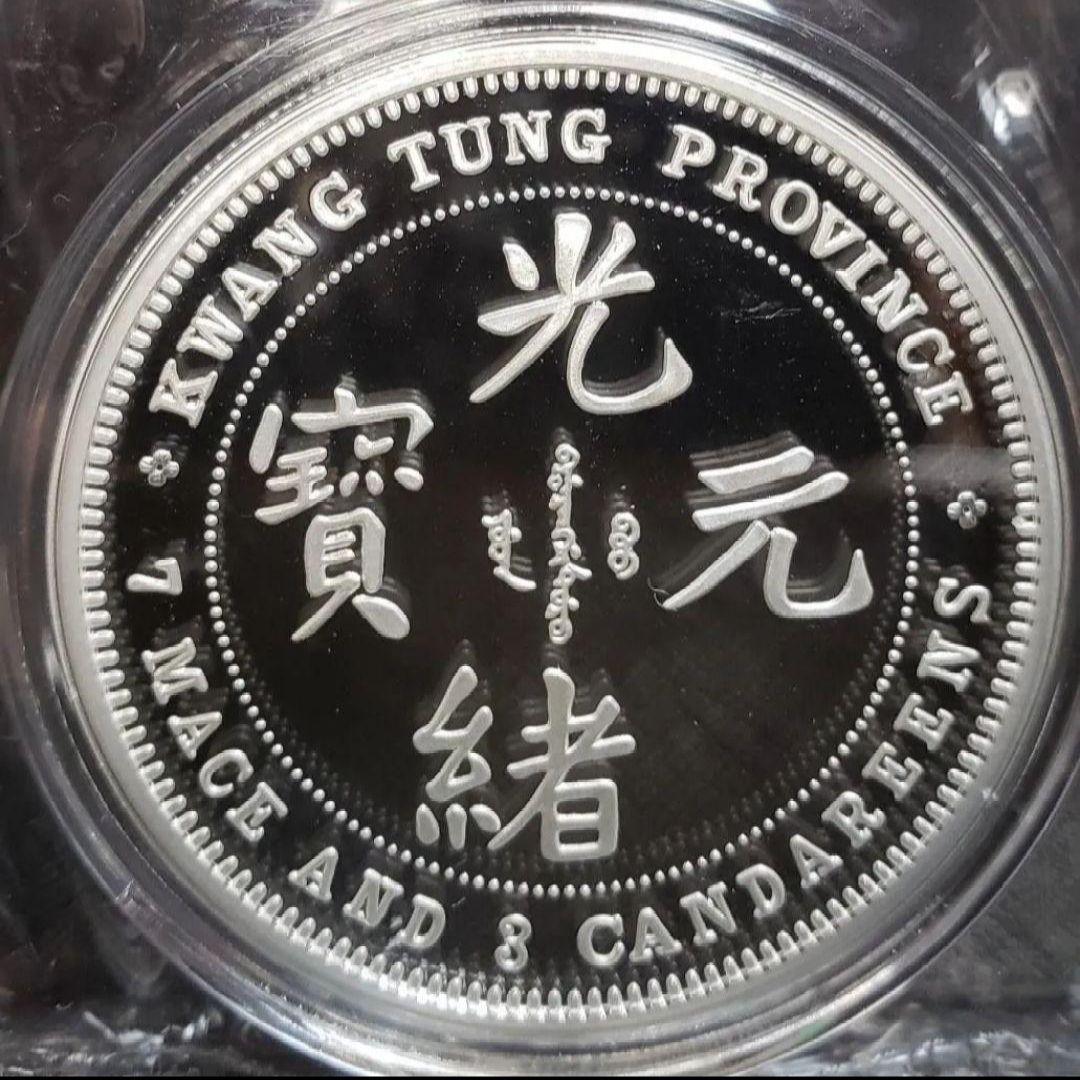 KWANG TUNG PROVINCE
光緒元寶
7 MACE AND 3 CANDAREENS